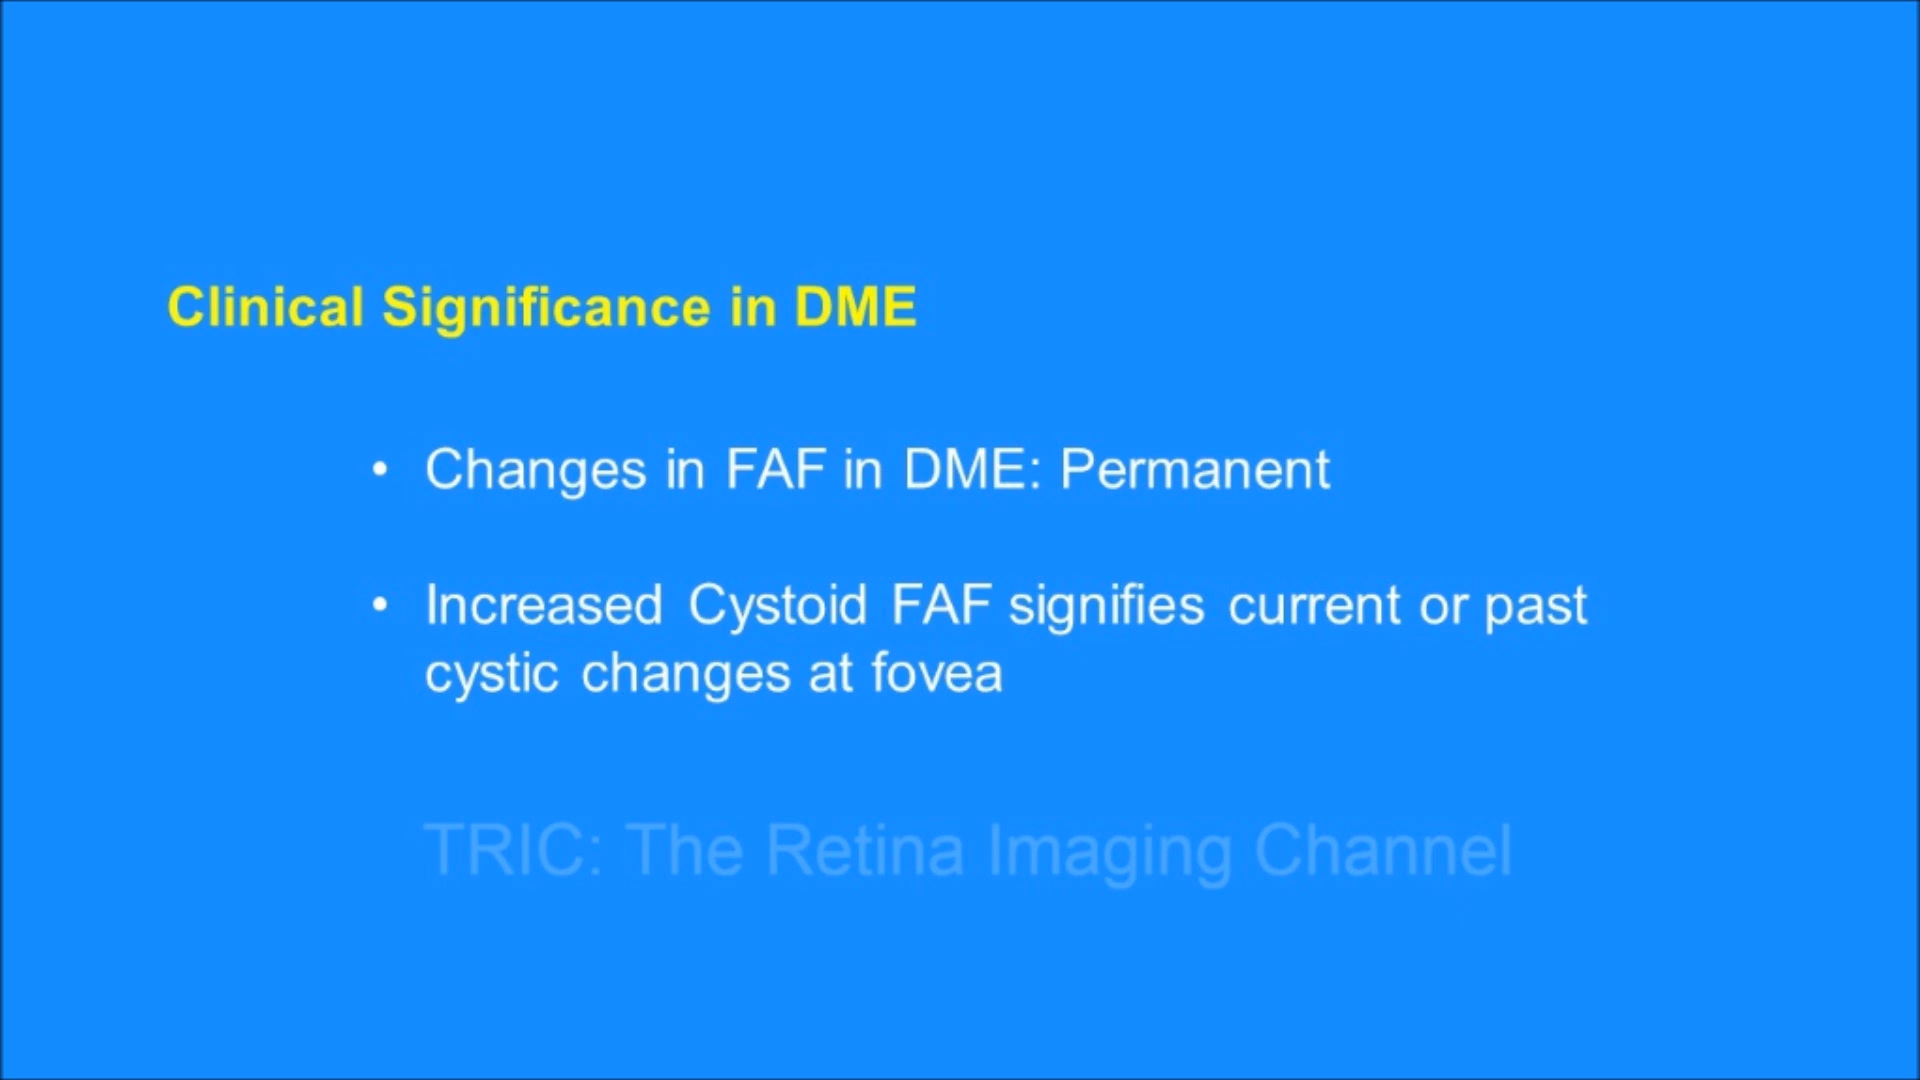 Clinical Significance in DME
• Changes in FAF in DME: Permanent
• Increased Cystoid FAF signifies current or past
cystic changes at fovea
TRIC: The Retina Imaging Channel